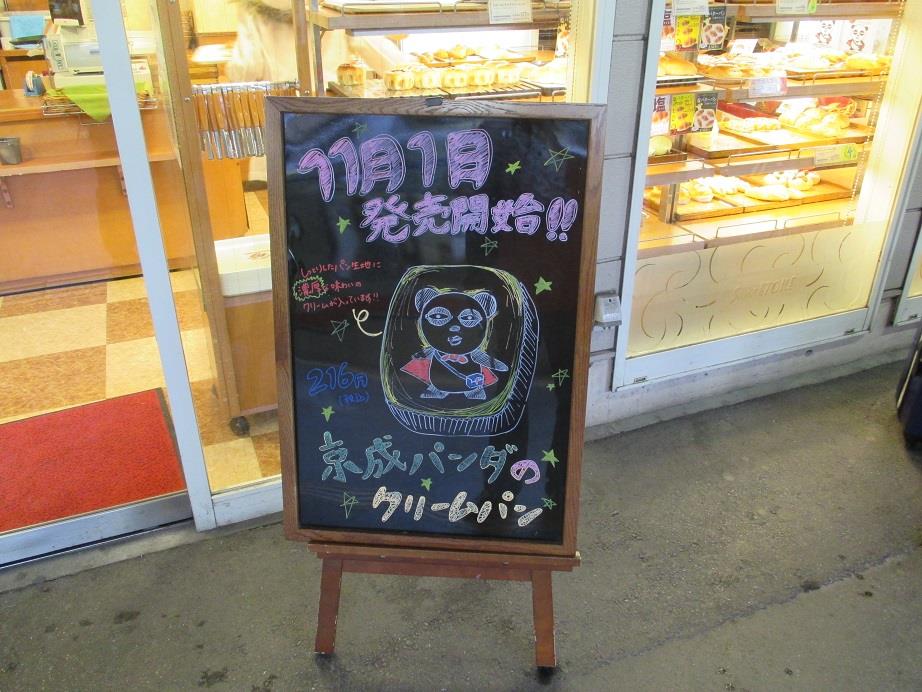 11月1日
発売開始!!
しっとりしたパン生地に
濃厚な味わいの
クリームが入っています!!
216円
(税込)
京成パンダの
クリームパン